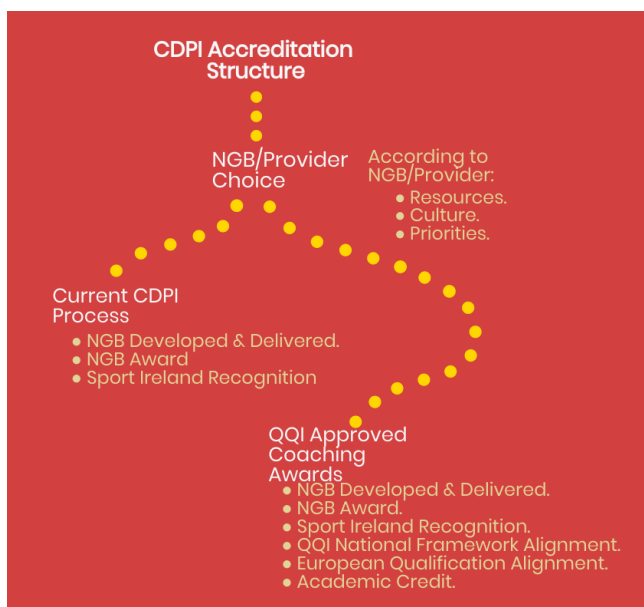 CDPI Accreditation
Structure
NGB/Provider
Choice
According to
NGB/Provider:
● Resources.
● Culture.
● Priorities.
Current CDPI
Process
● NGB Developed & Delivered.
● NGB Award
● Sport Ireland Recognition
QQI Approved
Coaching
Awards
● NGB Developed & Delivered.
● NGB Award.
● Sport Ireland Recognition.
● QQI National Framework Alignment.
● European Qualification Alignment.
● Academic Credit.